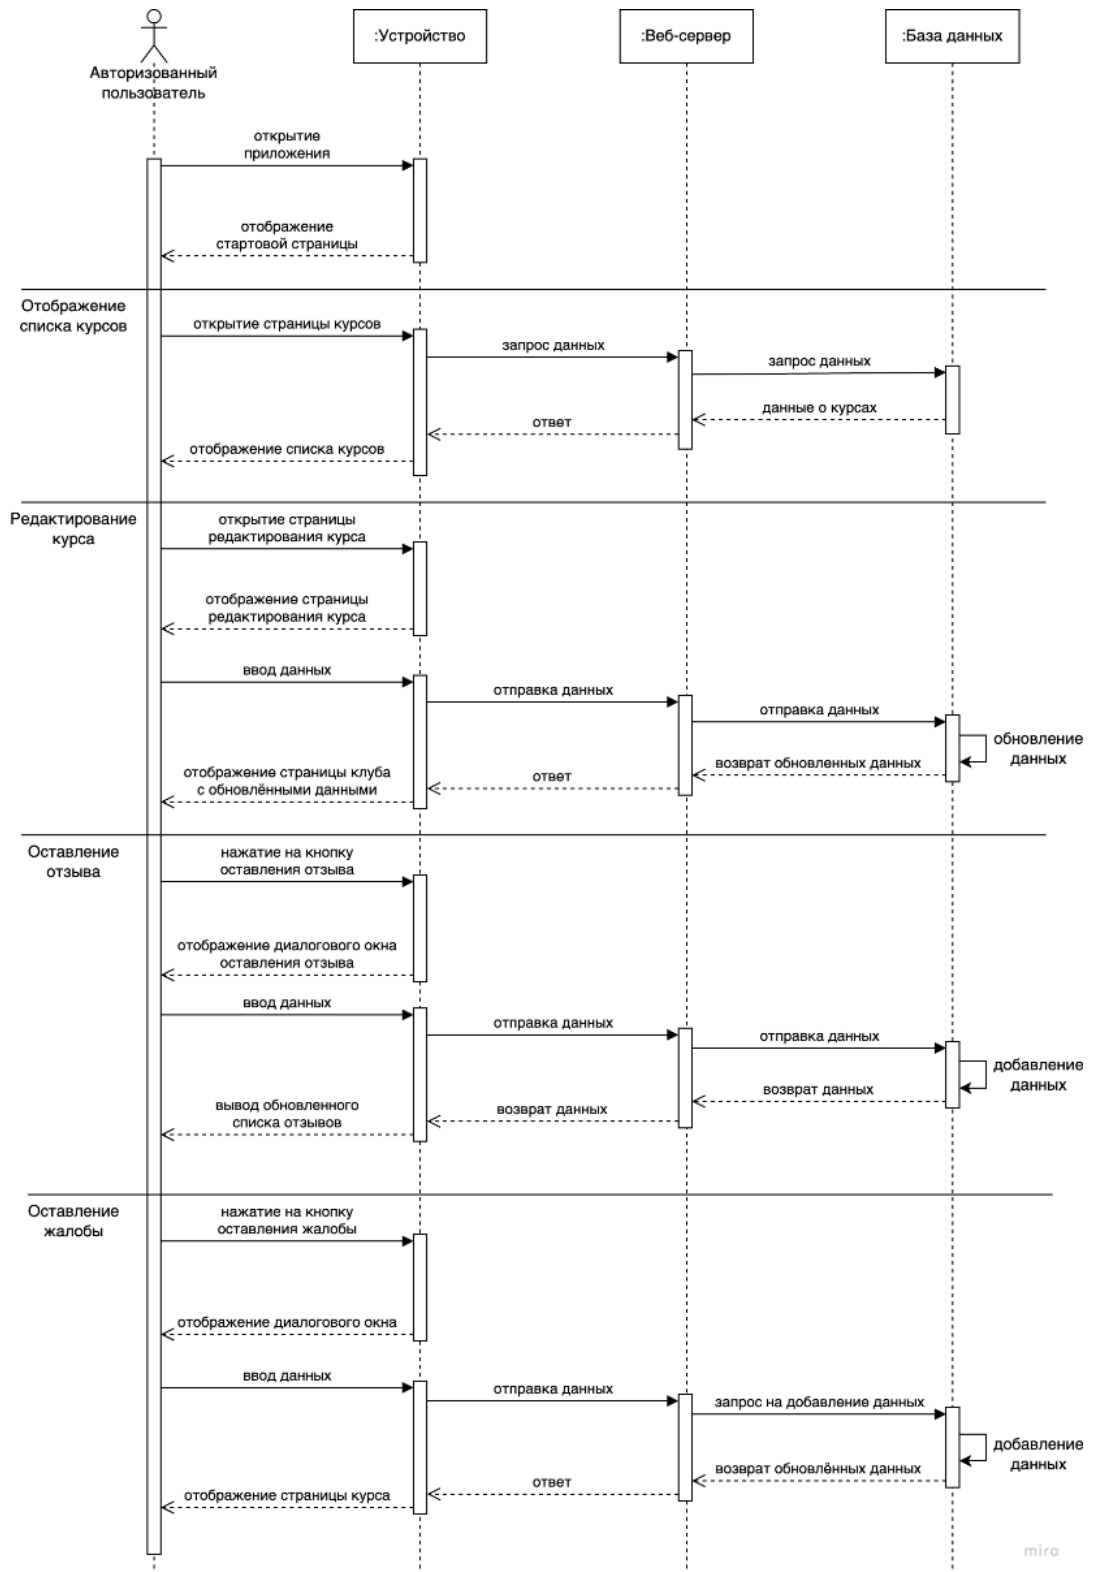 :Устройство
:Веб-сервер
:База данных
Авторизованный
пользователь
открытие
приложения
отображение
стартовой страницы
Отображение
списка курсов
открытие страницы курсов
запрос данных
запрос данных
данные о курсах
ответ
отображение списка курсов
Редактирование
курса
открытие страницы
редактирования курса
отображение страницы
редактирования курса
ввод данных
отправка данных
отправка данных
обновление
данных
возврат обновленных данных
ответ
отображение страницы клуба
с обновлёнными данными
Оставление
отзыва
нажатие на кнопку
оставления отзыва
отображение диалогового окна
оставления отзыва
ввод данных
отправка данных
отправка данных
добавление
данных
возврат данных
возврат данных
вывод обновленного
списка отзывов
Оставление
жалобы
нажатие на кнопку
оставления жалобы
отображение диалогового окна
ввод данных
отправка данных
запрос на добавление данных
добавление
данных
возврат обновлённых данных
ответ
отображение страницы курса
miro